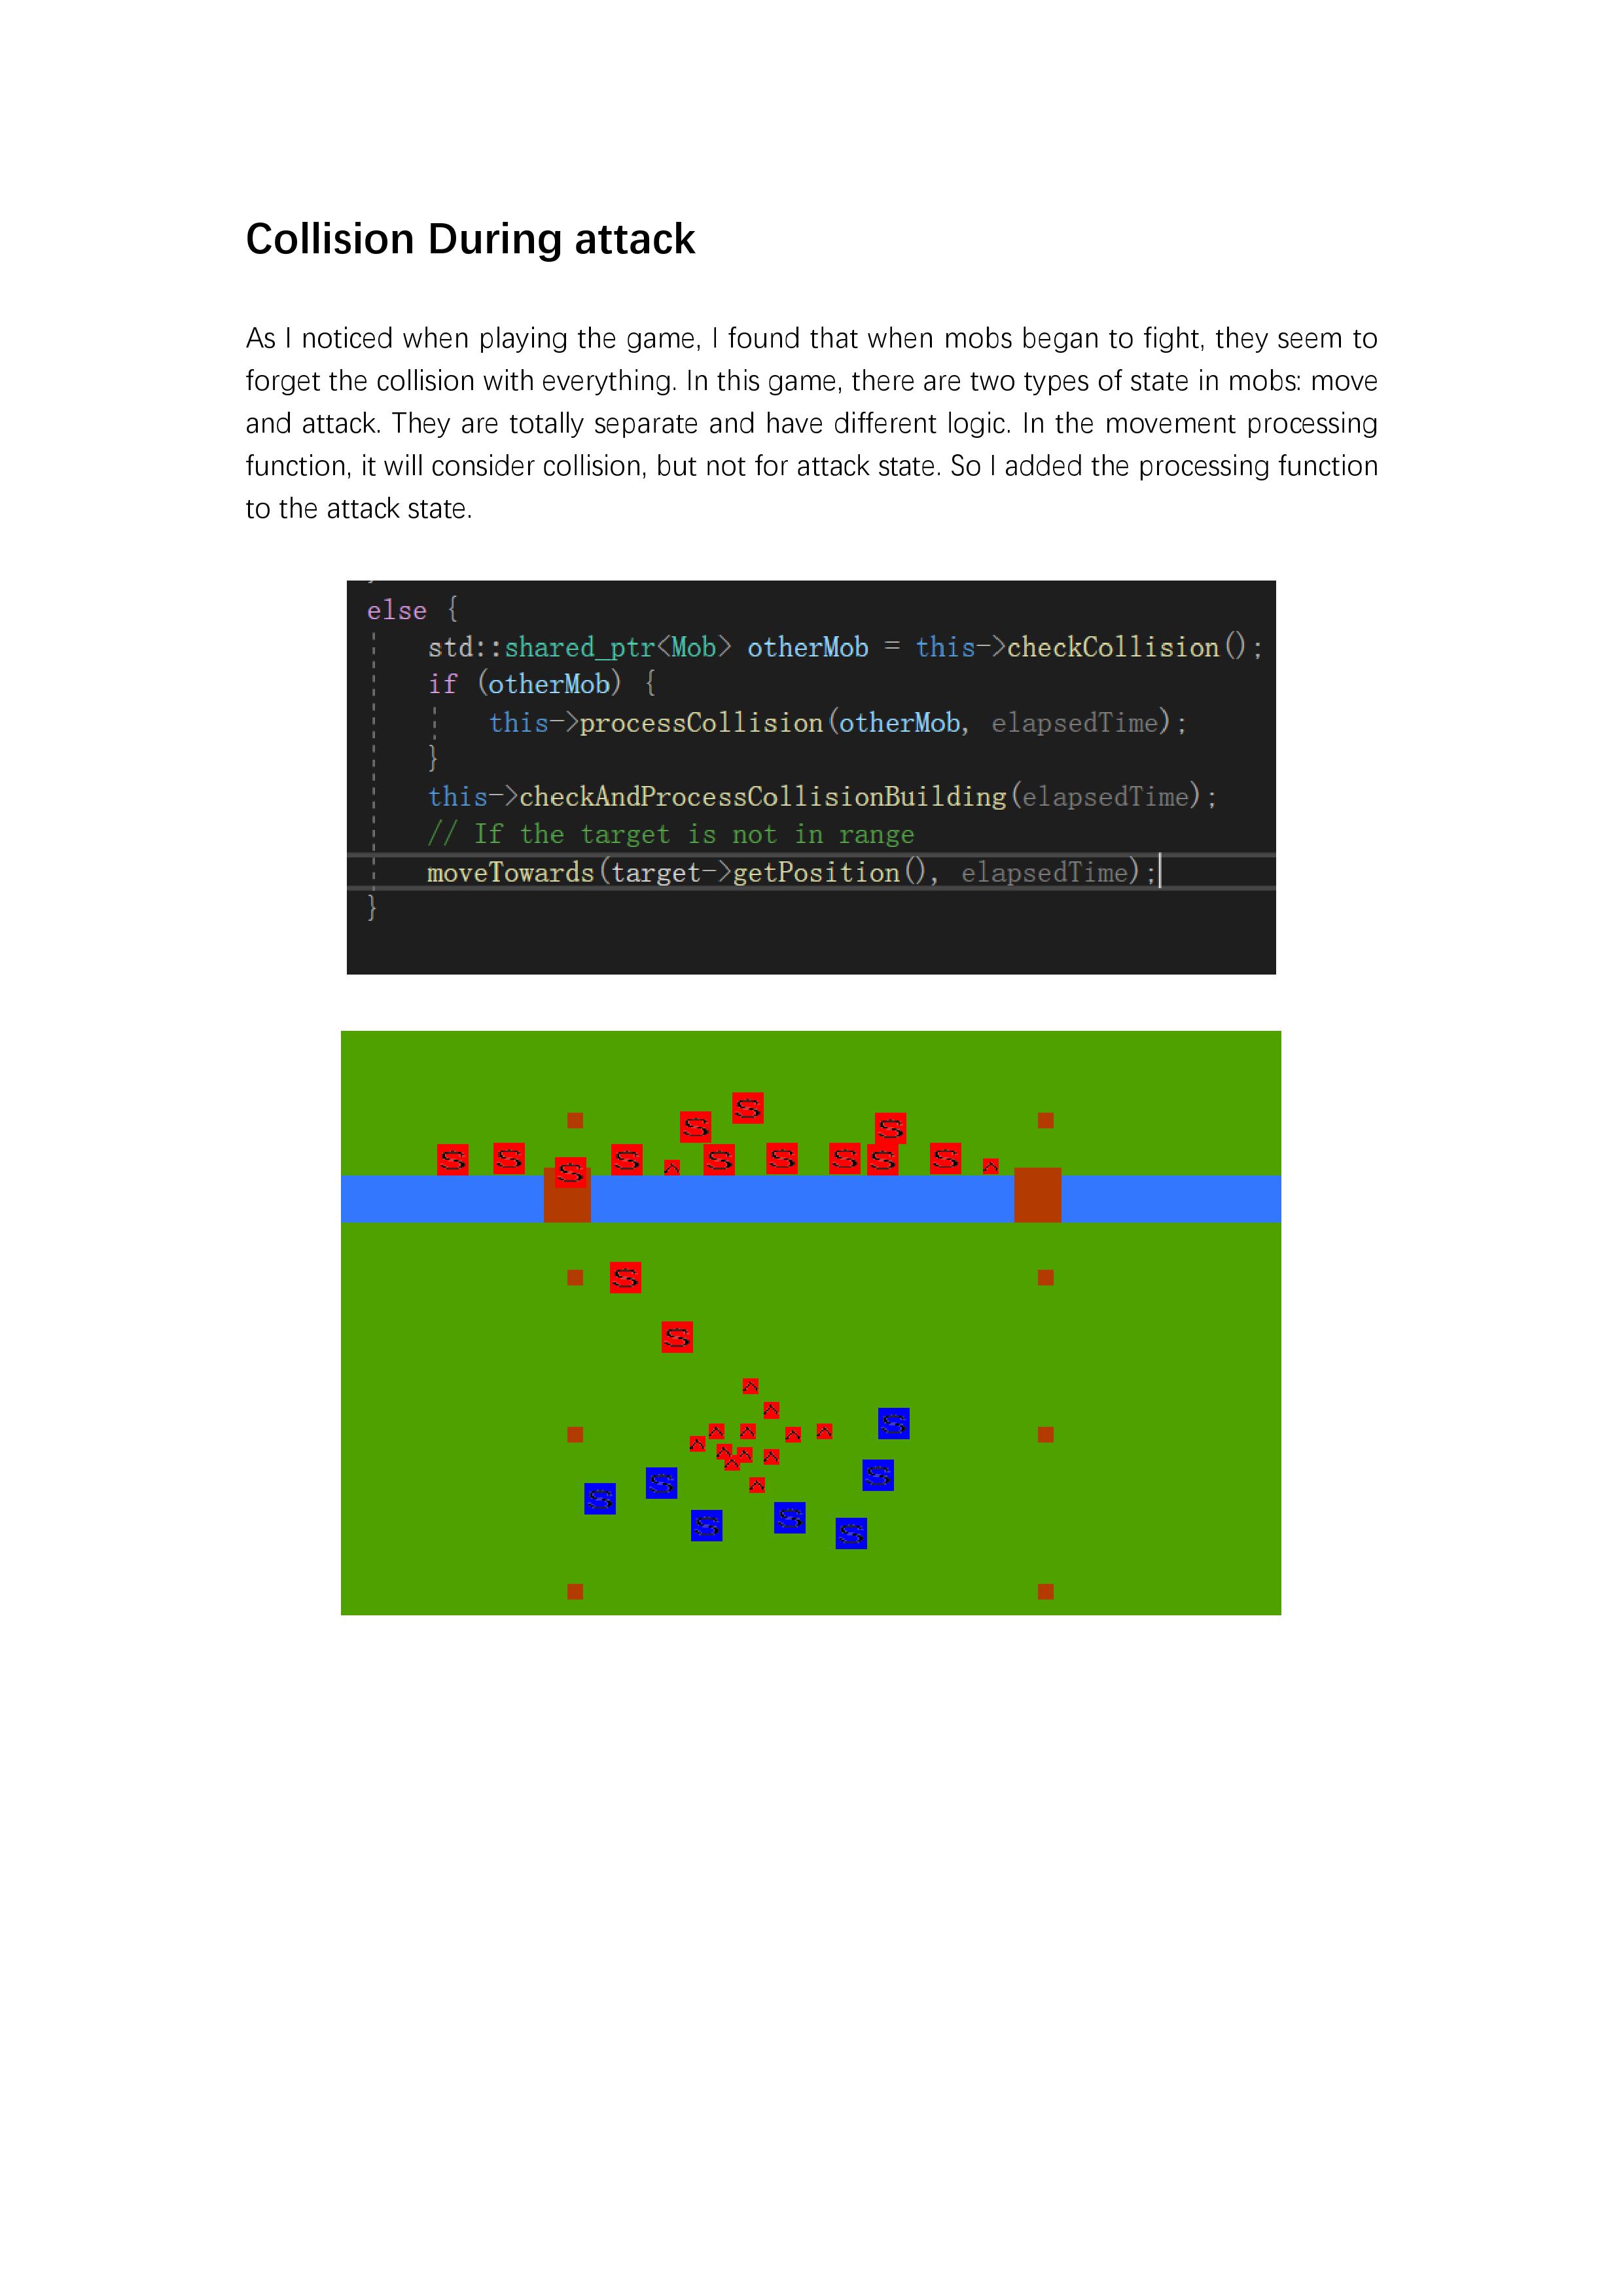 Collision During attack
As I noticed when playing the game, I found that when mobs began to fight, they seem to
forget the collision with everything. In this game, there are two types of state in mobs: move
and attack. They are totally separate and have different logic. In the movement processing
function, it will consider collision, but not for attack state. So I added the processing function
to the attack state.
else {
std::shared_ptr<Mob> otherMob = this->checkCollision();
if (otherMob) {
this->processCollision(otherMob, elapsedTime);
}
this->checkAndProcessCollisionBuilding(elapsedTime);
// If the target is not in range
moveTowards(target->getPosition(), elapsedTime);
}
S
S S
S S S S S S S S
S
S
S
S
S
S
S S
S